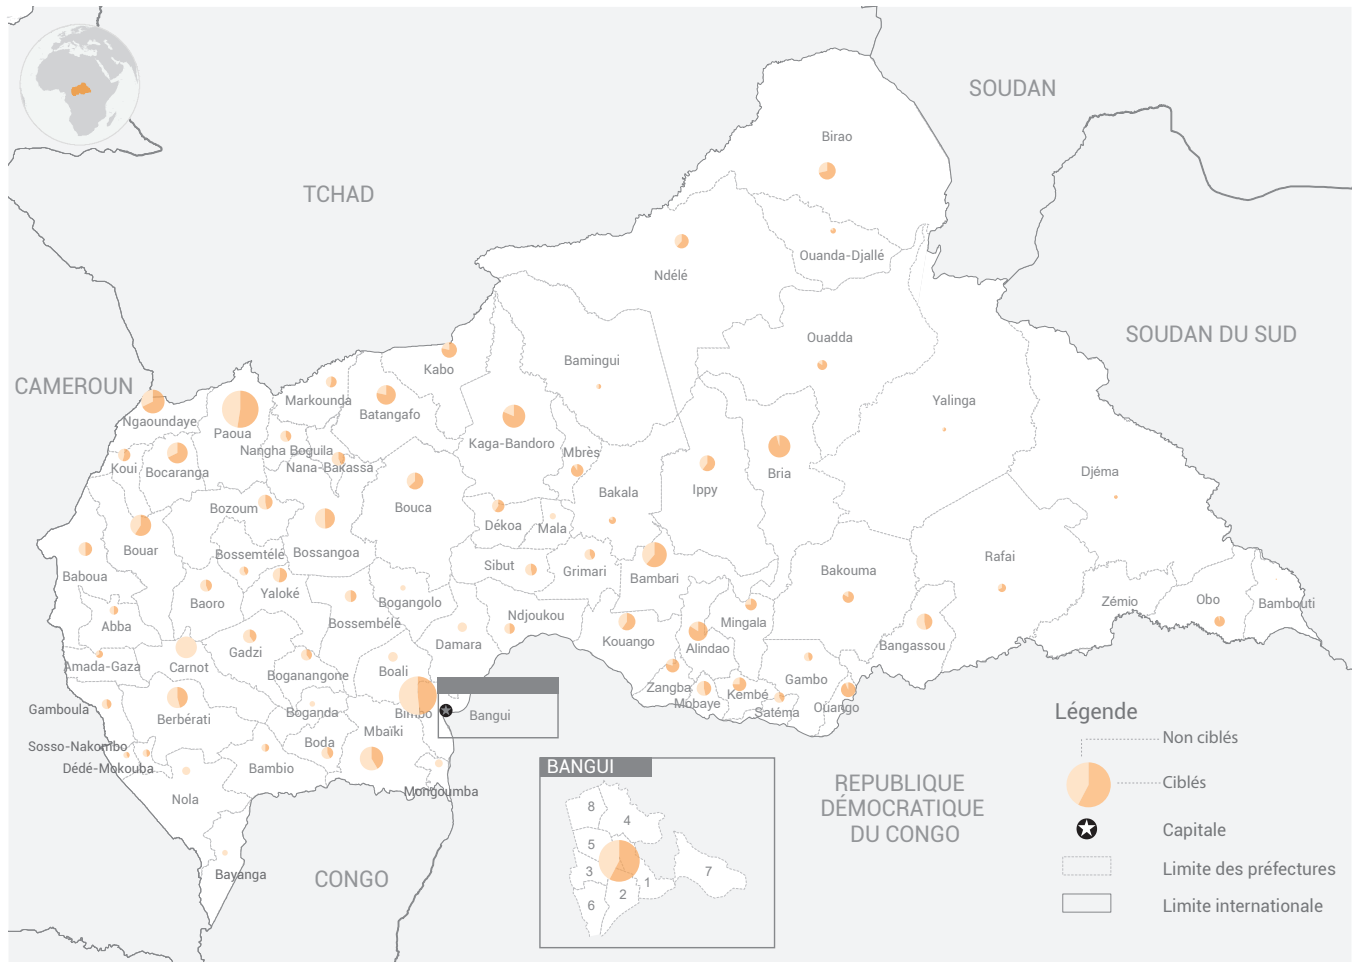 SOUDAN
Birao
TCHAD
Ouanda-Djallé
Ndélé
SOUDAN DU SUD
Ouadda
Kabo
Bamingui
CAMEROUN
Markounda
Batangafo
Yalinga
Ngaoundaye
Paoua
Kaga-Bandoro
Nangha Boguila
Mbrès
Koui
Bocaranga
Nana-Bakassa
Bria
Djéma
Ippy
Bakala
Bouca
Bozoum
Dékoa
Mala
Bouar
Bossangoa
Bossemtélé
Rafai
Sibut
Grimari
Bambari
Bakouma
Baboua
Yaloké
Baoro
Bogangolo
Ndjoukou
Zémio
Obo
Bambouti
Abba
Bossembélé
Mingala
Damara
Kouango
Alindao
Bangassou
Gadzi
Amada-Gaza
Carnot
Boali
Boganangone
Gambo
Zangba
Kembé
Mobaye
Satéma
Ouango
Gamboula
Berbérati
Boganda
Bimbo
Bangui
Légende
Mbaïki
Non ciblés
Sosso-Nakombo
Boda
Dédé-Mokouba
Bambio
BANGUI
Ciblés
REPUBLIQUE
DÉMOCRATIQUE
DU CONGO
Mongoumba
Nola
8
4
Capitale
5
3
7
Limite des préfectures
Bayanga
CONGO
1
2
6
Limite internationale